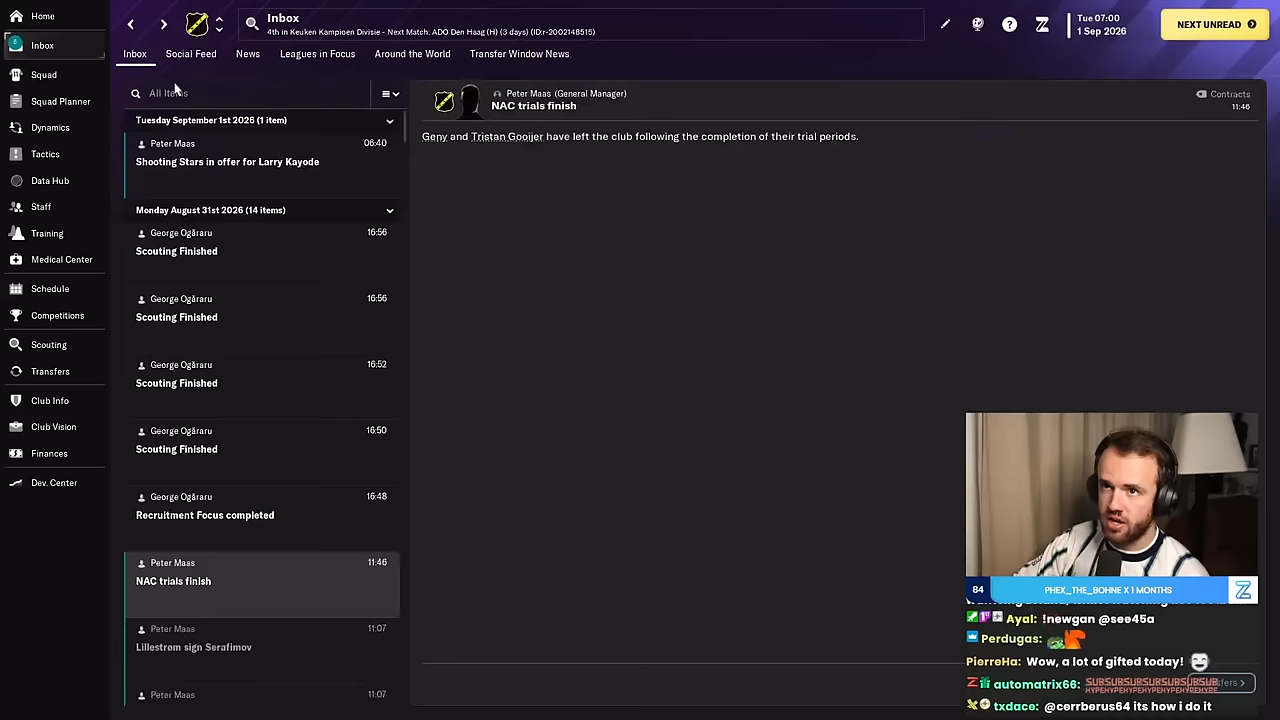 Home
Inbox
Squad
Squad Planner
Dynamics
Tactics
Data Hub
Staff
Training
Medical Center
Schedule
Competitions
Scouting
Transfers
Club Info
Club Vision
Finances
Dev. Center
Inbox
4th in Keuken Kampioen Divisie - Next Match: ADO Den Haag (H) (3 days) (ID:r-2002148515)
Tue 07:00
1 Sep 2026
NEXT UNREAD
Inbox
Social Feed
News
Leagues in Focus
Around the World
Transfer Window News
All Items
Tuesday September 1st 2026 (1 item)
Peter Maas 06:40
Shooting Stars in offer for Larry Kayode
Monday August 31st 2026 (14 items)
George Ogăraru 16:56
Scouting Finished
George Ogăraru 16:56
Scouting Finished
George Ogăraru 16:52
Scouting Finished
George Ogăraru 16:50
Scouting Finished
George Ogăraru 16:48
Recruitment Focus completed
Peter Maas 11:46
NAC trials finish
Peter Maas 11:07
Lillestrøm sign Serafimov
Peter Maas 11:07
Peter Maas (General Manager)
NAC trials finish
Contracts
11:46
Geny and Tristan Gooijer have left the club following the completion of their trial periods.
84 PHEX_THE_BOHNE X 1 MONTHS
Ayal: !newgan @see45a
Perdugas:
PierreHa: Wow, a lot of gifted today!
automatrix66: SUBSUBSUBSUBSUBSUBSUB
HYPEHYPEHYPEHYPEHYPEHYPEHYPE
txdace: @cerrberus64 its how i do it